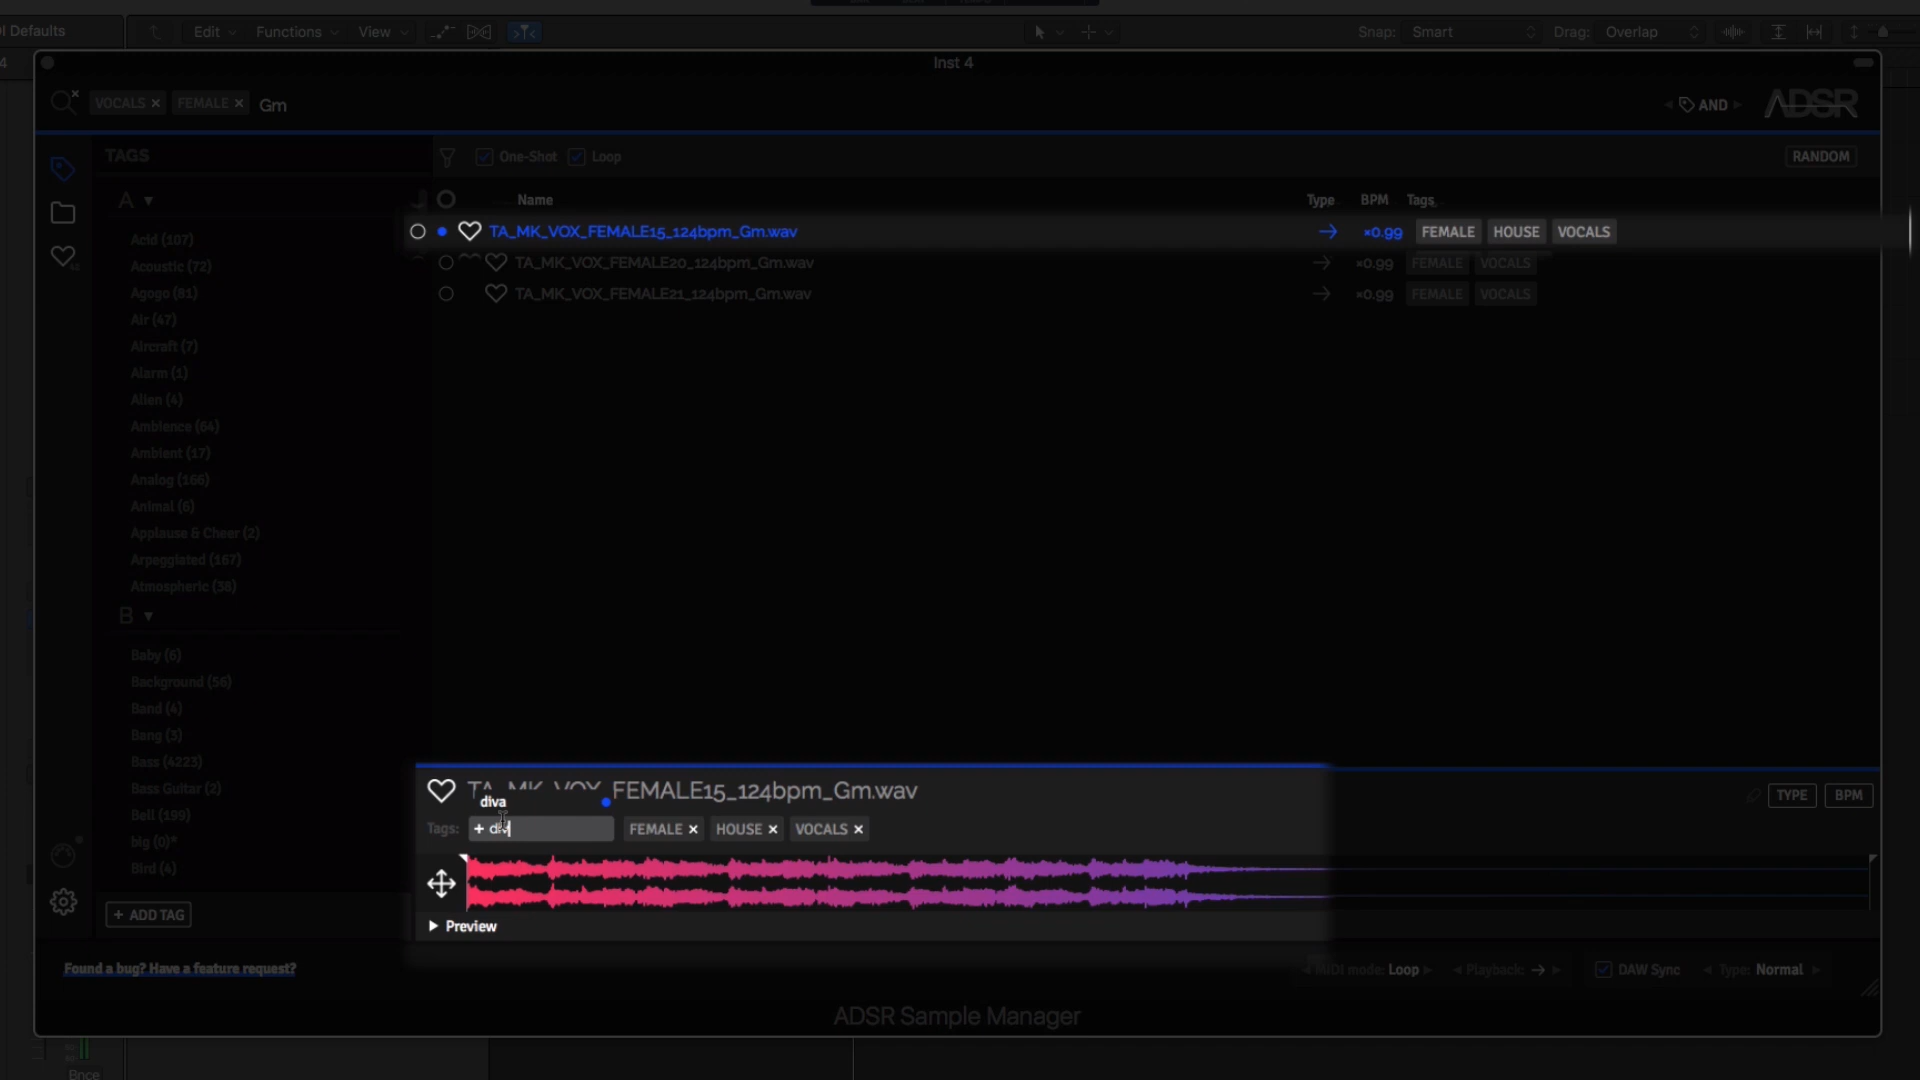 I Defaults
Edit
Functions
View
Snap: Smart
Drag: Overlap
4
Inst 4
VOCALS ×
FEMALE ×
Gm
AND
ADSR
TAGS
One-Shot
Loop
RANDOM
A
Name
Type
BPM
Tags
Acid (107)
Acoustic (72)
Agogo (81)
Air (47)
Aircraft (7)
Alarm (1)
Alien (4)
Ambience (64)
Ambient (17)
Analog (166)
Animal (6)
Applause & Cheer (2)
Arpeggiated (167)
Atmospheric (38)
B
Baby (6)
Background (56)
Band (4)
Bang (3)
Bass (4223)
Bass Guitar (2)
Bell (199)
big (0)*
Bird (4)
+ ADD TAG
TA_MK_VOX_FEMALE15_124bpm_Gm.wav ×0.99 FEMALE HOUSE VOCALS
TA_MK_VOX_FEMALE20_124bpm_Gm.wav ×0.99 FEMALE VOCALS
TA_MK_VOX_FEMALE21_124bpm_Gm.wav ×0.99 FEMALE VOCALS
TA_MK_VOX_FEMALE15_124bpm_Gm.wav
TYPE
BPM
diva
Tags:
FEMALE ×
HOUSE ×
VOCALS ×
Preview
Found a bug? Have a feature request?
MIDI mode: Loop
Playback:
DAW Sync
Type: Normal
ADSR Sample Manager
Bnce